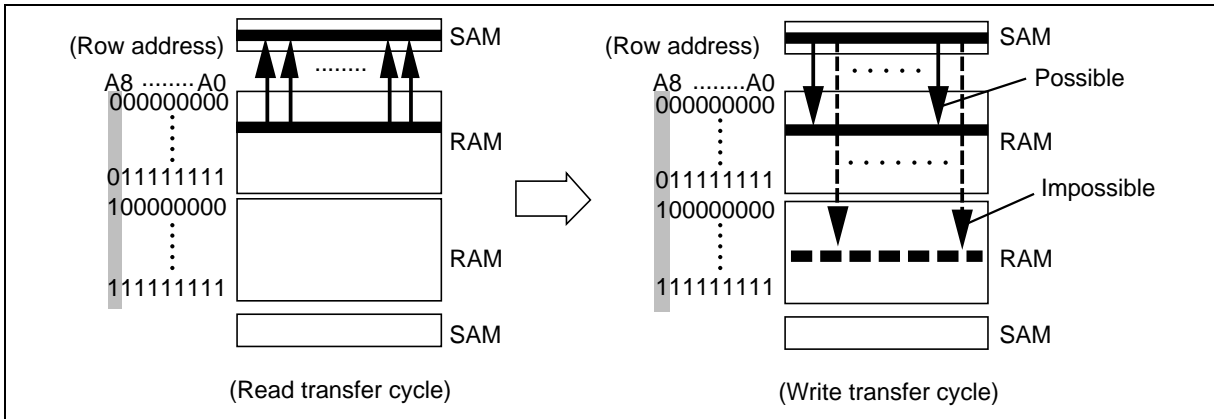 (Row address)
SAM
A8 ........A0
000000000
RAM
011111111
100000000
RAM
111111111
SAM
(Read transfer cycle)
(Row address)
SAM
Possible
A8 ........A0
000000000
RAM
011111111
Impossible
100000000
RAM
111111111
SAM
(Write transfer cycle)